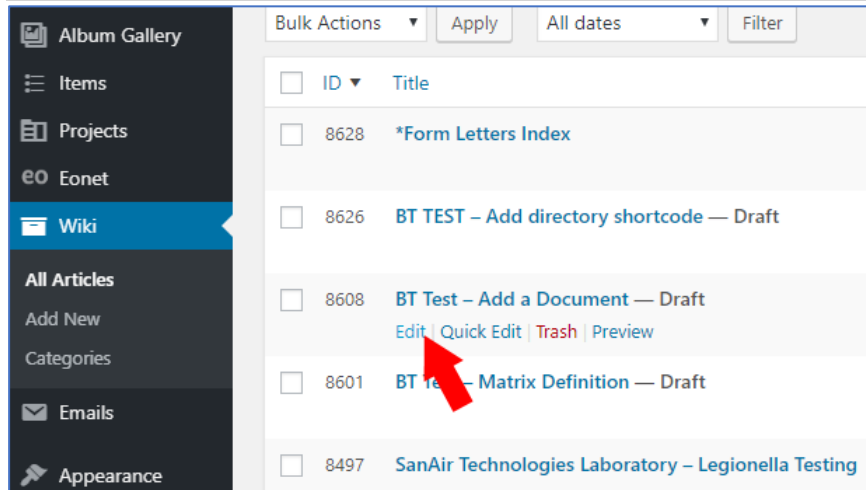 Album Gallery
Items
Projects
eo Eonet
Wiki
All Articles
Add New
Categories
Emails
Appearance
Bulk Actions Apply All dates Filter
ID Title
8628 *Form Letters Index
8626 BT TEST – Add directory shortcode — Draft
8608 BT Test – Add a Document — Draft
Edit | Quick Edit | Trash | Preview
8601 BT – Matrix Definition — Draft
8497 SanAir Technologies Laboratory – Legionella Testing